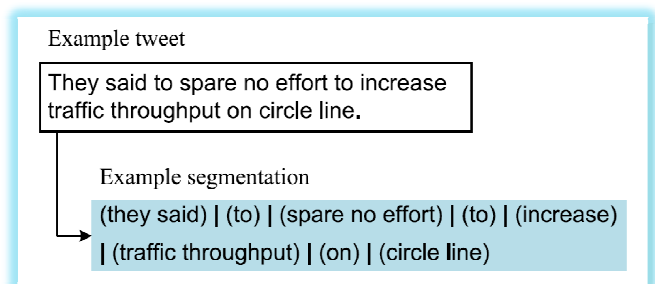 Example tweet
They said to spare no effort to increase
traffic throughput on circle line.
Example segmentation
(they said) | (to) | (spare no effort) | (to) | (increase)
| (traffic throughput) | (on) | (circle line)